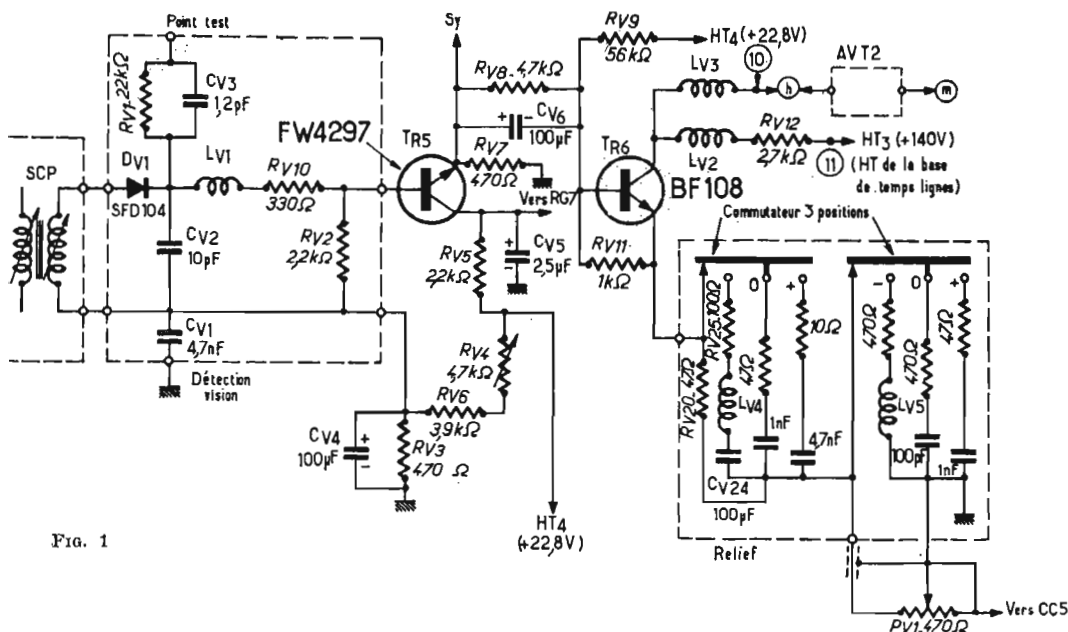 Point test
RV1-22kΩ
CV3
1,2pF
SCP
DV1
SFD104
LV1
RV10
330Ω
CV2
10pF
RV2
2,2kΩ
CV1
4,7nF
Détection
vision
FW4297
TR5
Sy
RV8-4,7kΩ
CV6
+ -
100µF
RV7
470Ω
Vers RG7
RV5
22kΩ
+
CV5
-
2,5µF
RV4
4,7kΩ
RV6
3,9kΩ
CV4
100µF
+
-
RV3
470 Ω
HT4
(+22,8V)
RV9
56kΩ
HT4 (+22,8V)
10
LV3
h
AVT2
m
LV2
RV12
2,7kΩ
HT3 (+140V)
11
(HT de la base
de temps lignes)
TR6
BF108
RV11
1kΩ
Commutateur 3 positions
0
+
-
0
+
RV25.100Ω
47Ω
10Ω
RV20-47Ω
LV4
1nF
4,7nF
CV24
100µF
470Ω
470Ω
47Ω
LV5
100pF
1nF
Relief
PV1.470Ω
Vers CC5
FIG. 1